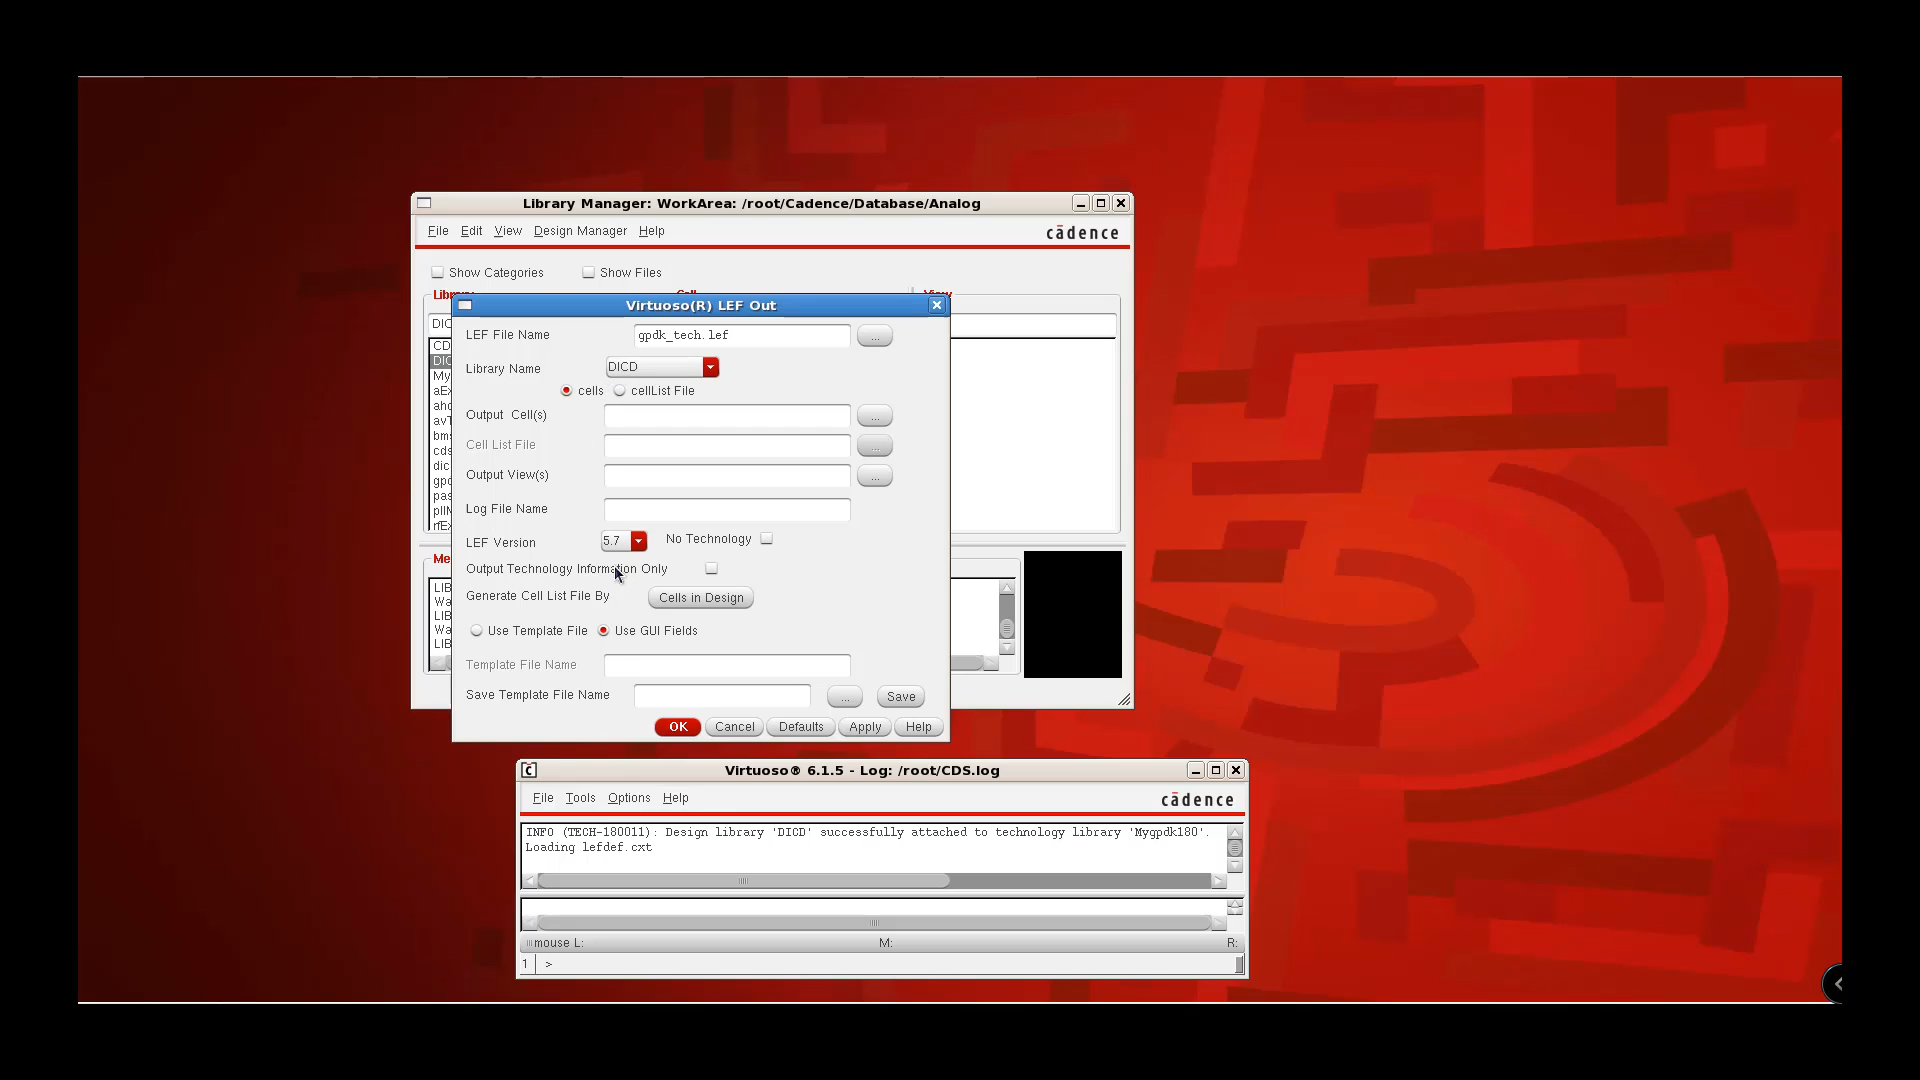 Library Manager: WorkArea: /root/Cadence/Database/Analog
File Edit View Design Manager Help
cādence
Show Categories Show Files
Virtuoso(R) LEF Out
LEF File Name gpdk_tech.lef ...
Library Name DICD
cells cellList File
Output Cell(s) ...
Cell List File ...
Output View(s) ...
Log File Name
LEF Version 5.7 No Technology
Output Technology Information Only
Generate Cell List File By Cells in Design
Use Template File Use GUI Fields
Template File Name
Save Template File Name ... Save
OK Cancel Defaults Apply Help
Virtuoso® 6.1.5 - Log: /root/CDS.log
File Tools Options Help
cādence
INFO (TECH-180011): Design library 'DICD' successfully attached to technology library 'Mygpdk180'.
Loading lefdef.cxt
mouse L: M: R:
1 >